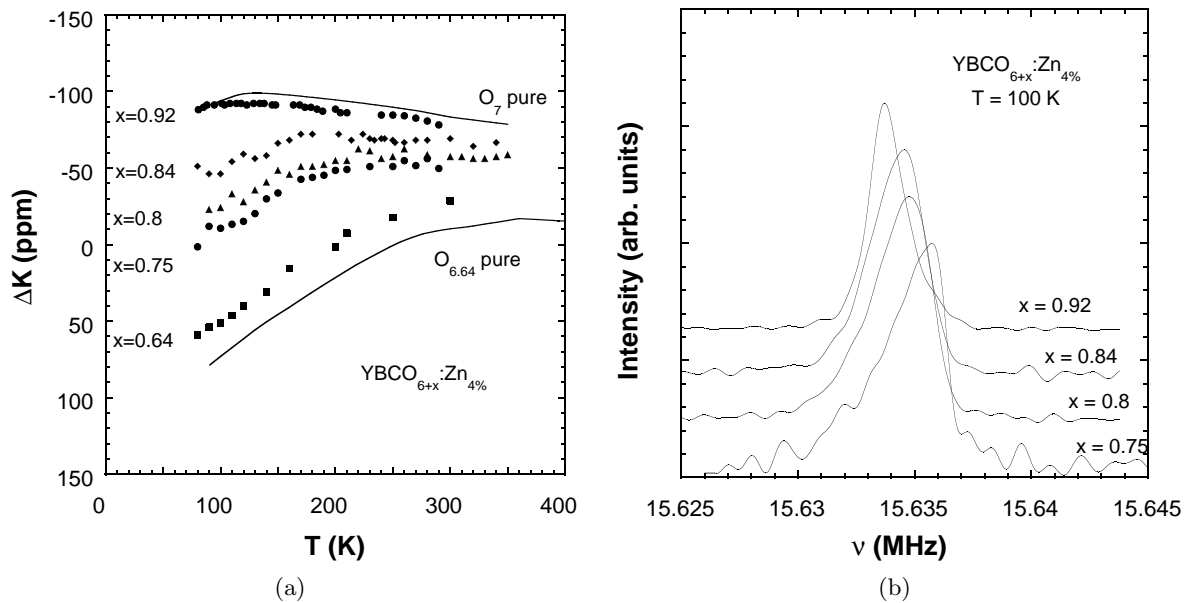 -150
-100
-50
0
50
100
150
0
100
200
300
400
ΔK (ppm)
T (K)
O₇ pure
x=0.92
x=0.84
x=0.8
x=0.75
x=0.64
O₆.₆₄ pure
YBCO₆₊ₓ:Zn₄%
(a)
Intensity (arb. units)
YBCO₆₊ₓ:Zn₄%
T = 100 K
x = 0.92
x = 0.84
x = 0.8
x = 0.75
15.625
15.63
15.635
15.64
15.645
ν (MHz)
(b)